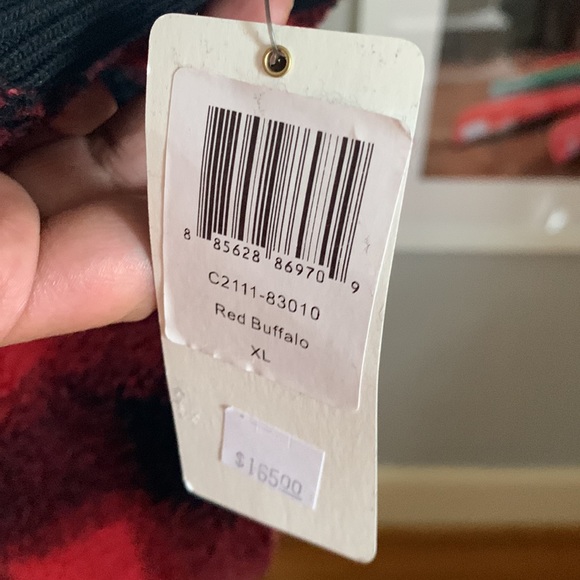 8 85628 86970 9
C2111-83010
Red Buffalo
XL
$16500